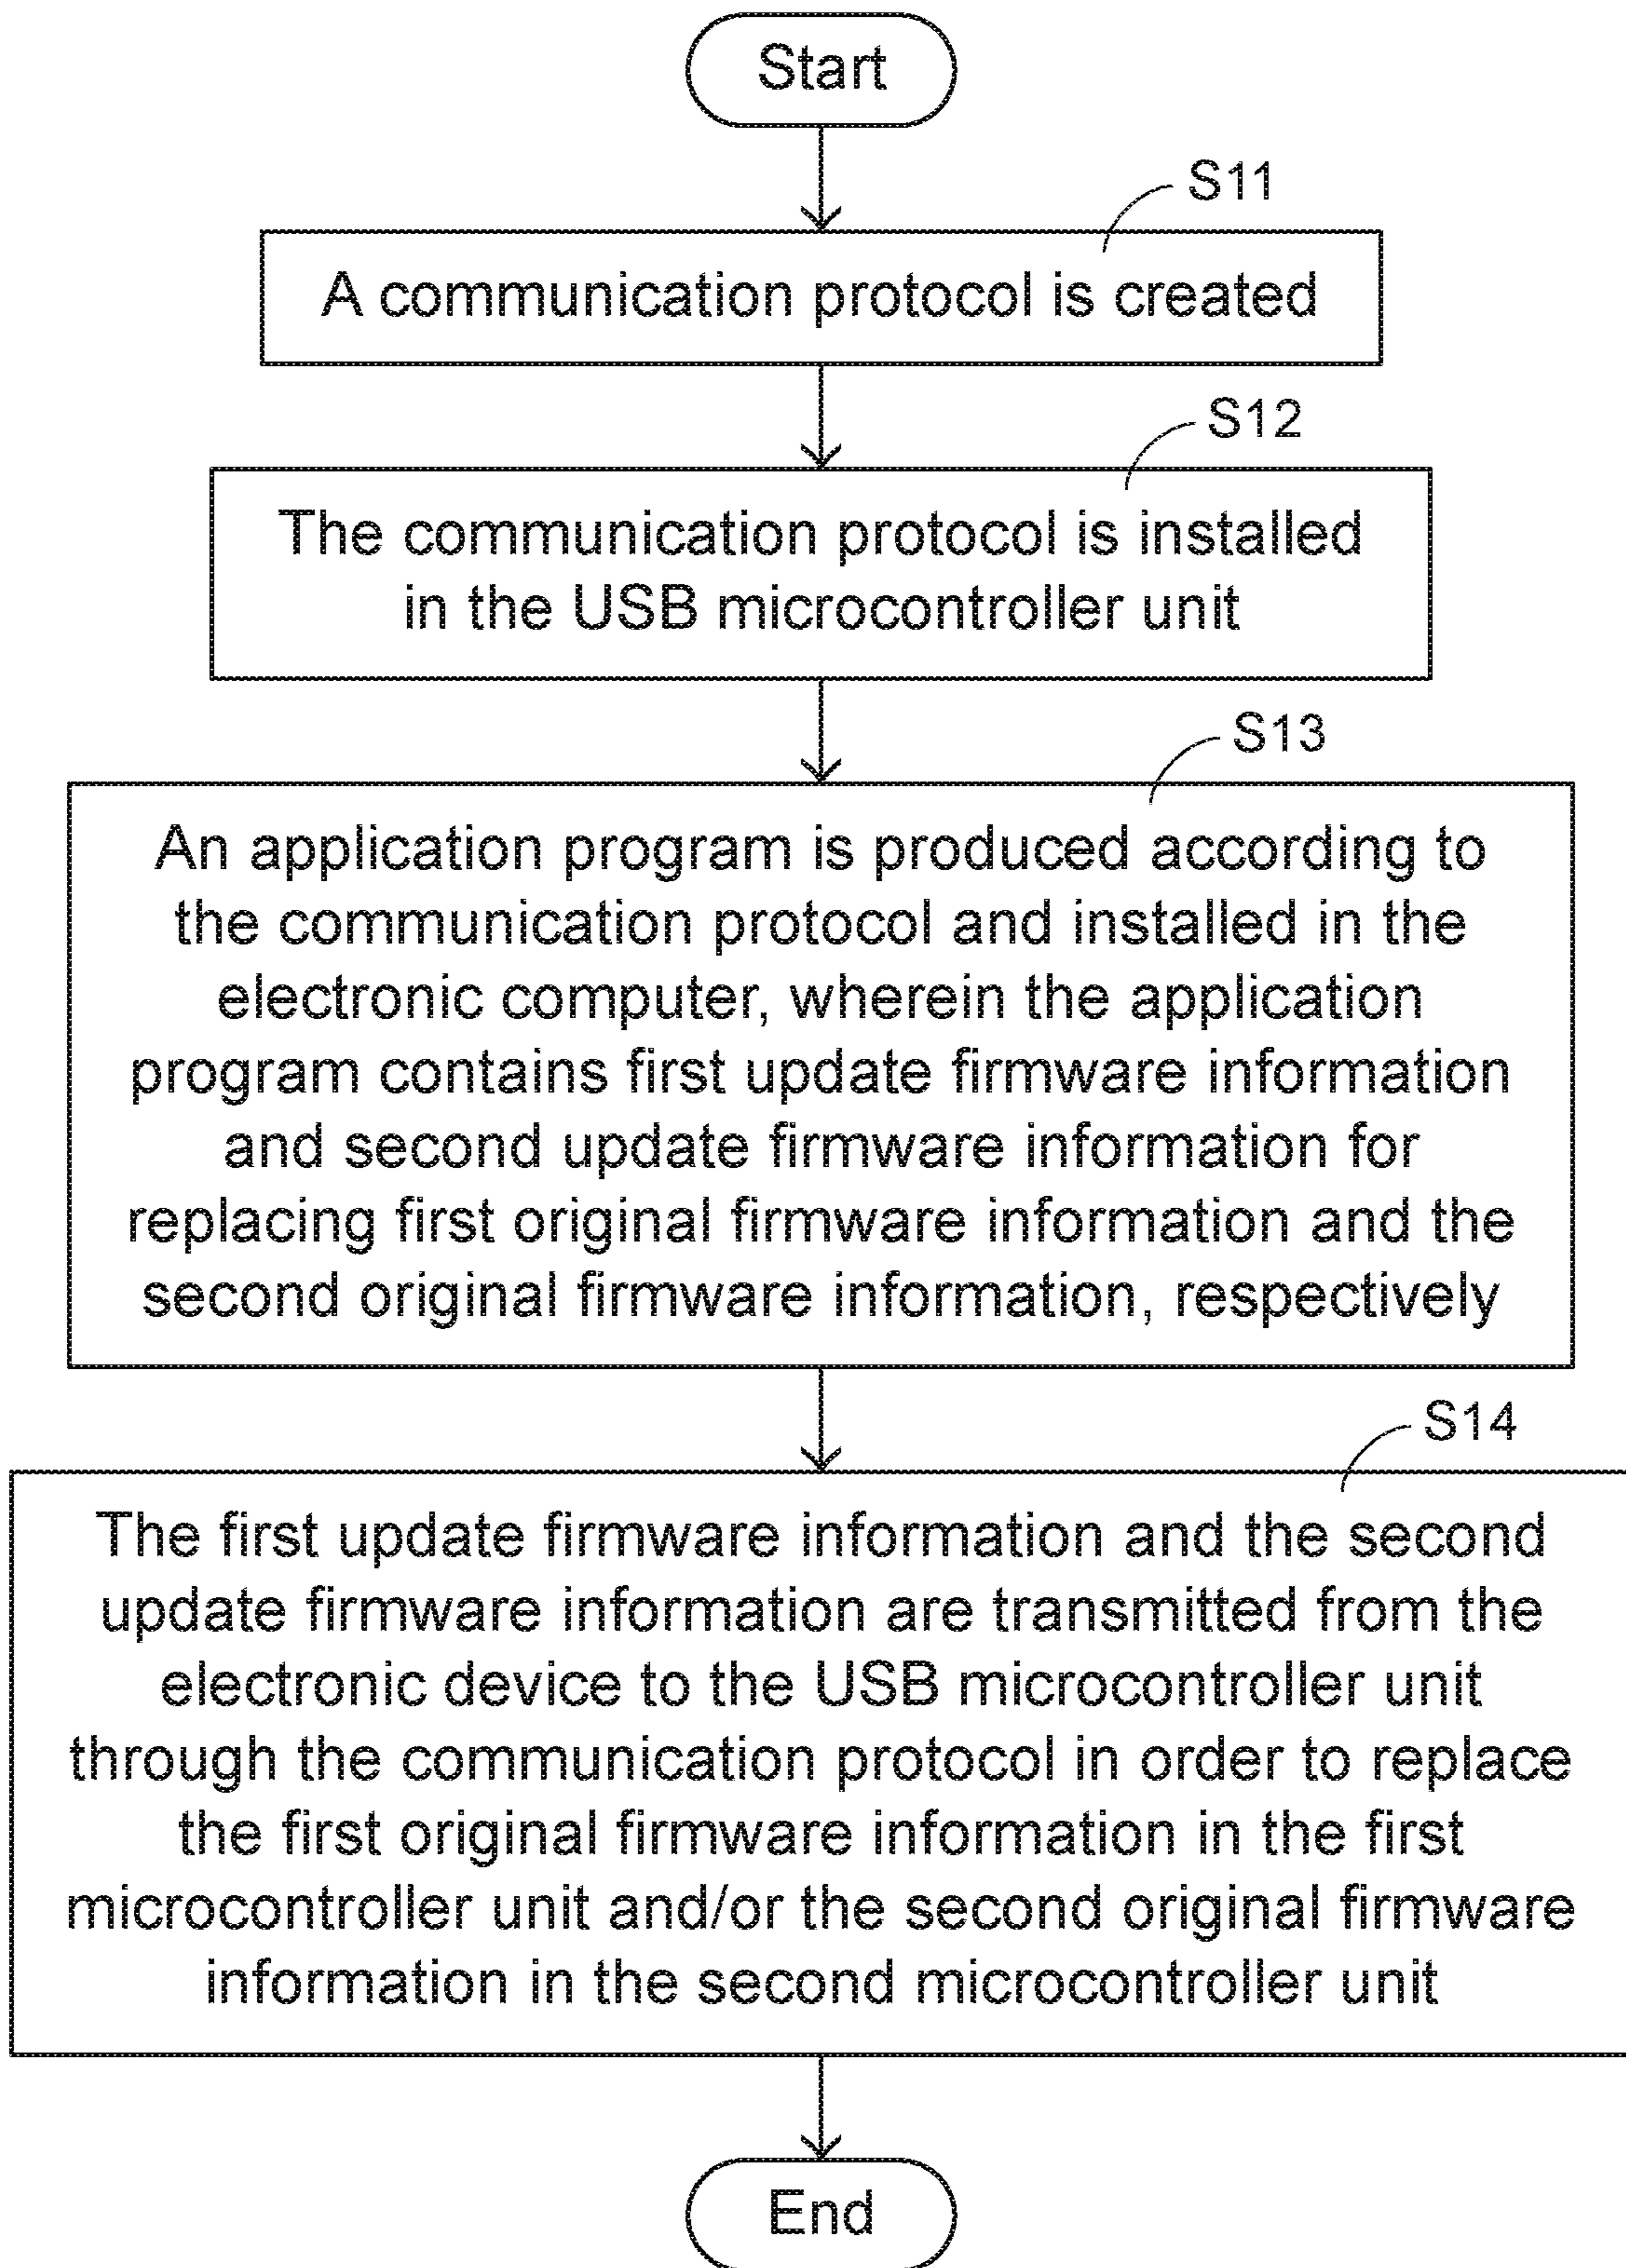 Start
S11
A communication protocol is created
S12
The communication protocol is installed
in the USB microcontroller unit
S13
An application program is produced according to
the communication protocol and installed in the
electronic computer, wherein the application
program contains first update firmware information
and second update firmware information for
replacing first original firmware information and the
second original firmware information, respectively
S14
The first update firmware information and the second
update firmware information are transmitted from the
electronic device to the USB microcontroller unit
through the communication protocol in order to replace
the first original firmware information in the first
microcontroller unit and/or the second original firmware
information in the second microcontroller unit
End